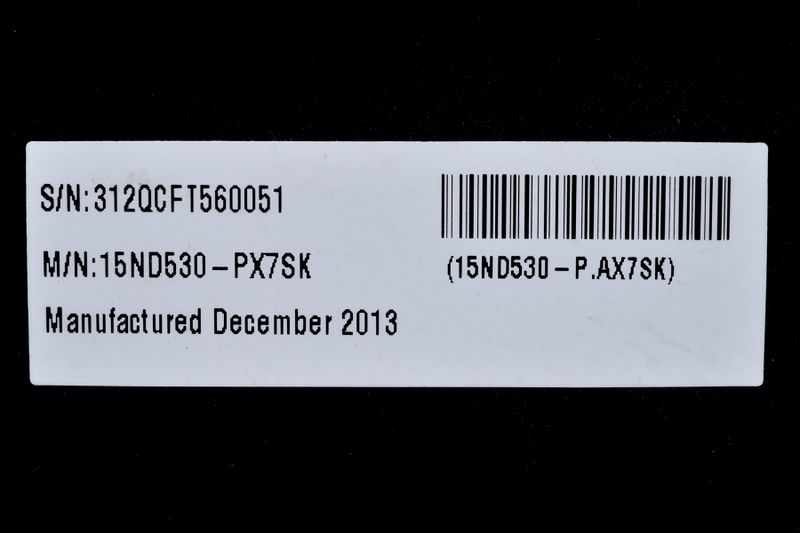 S/N:312QCFT560051
M/N:15ND530-PX7SK
(15ND530-P.AX7SK)
Manufactured December 2013